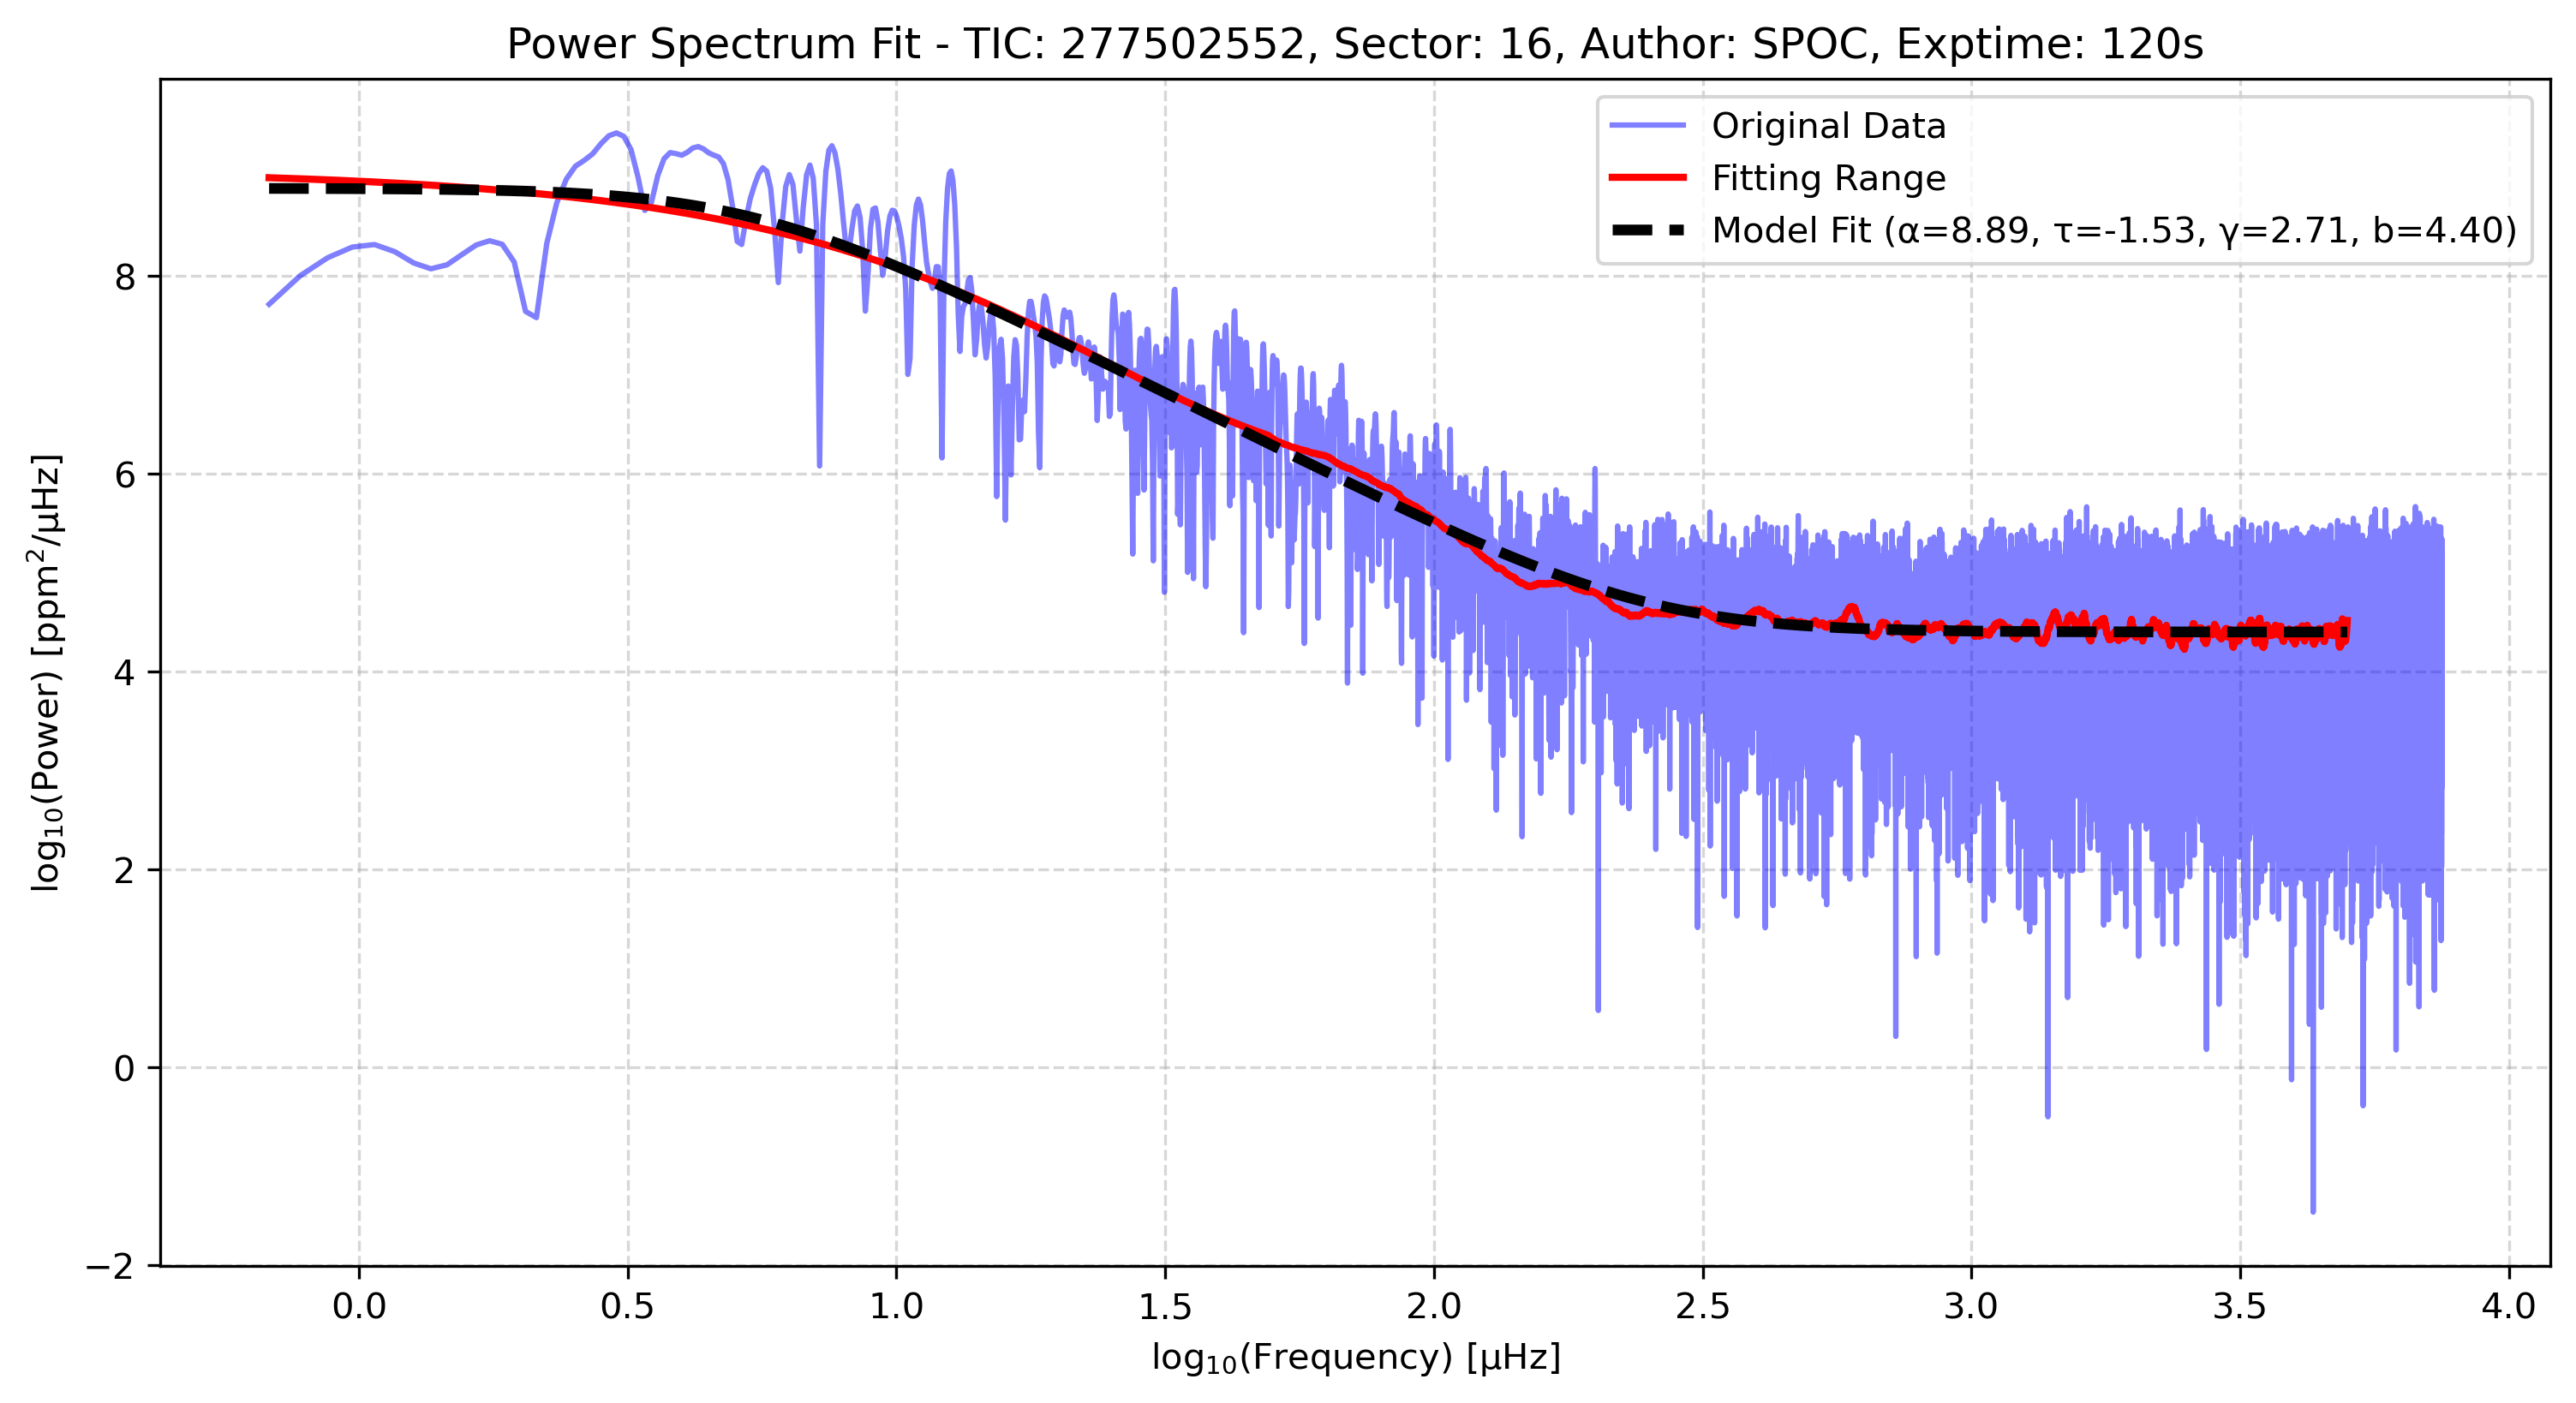 Power Spectrum Fit - TIC: 277502552, Sector: 16, Author: SPOC, Exptime: 120s
Original Data
Fitting Range
Model Fit (α=8.89, τ=-1.53, γ=2.71, b=4.40)
log₁₀(Power) [ppm²/µHz]
8
6
4
2
0
−2
0.0 0.5 1.0 1.5 2.0 2.5 3.0 3.5 4.0
log₁₀(Frequency) [µHz]